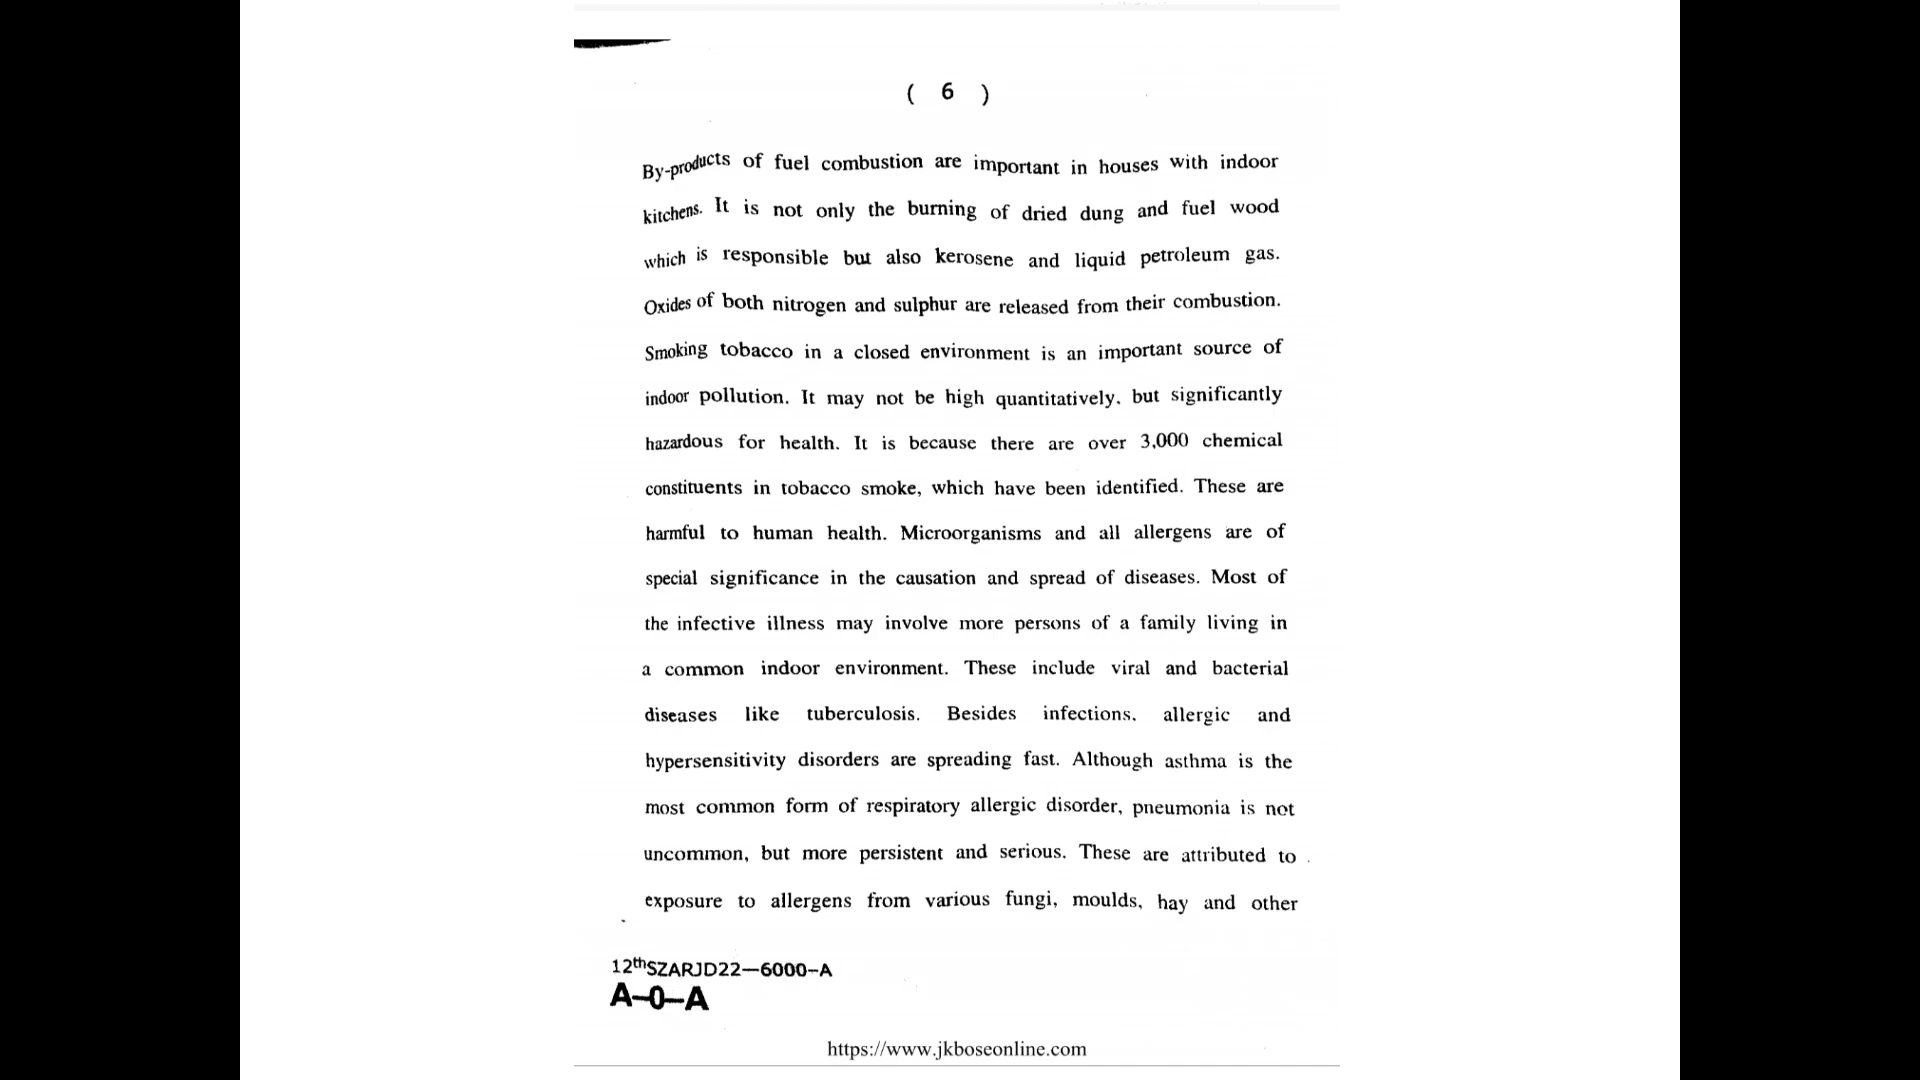 ( 6 )
By-products of fuel combustion are important in houses with indoor
kitchens. It is not only the burning of dried dung and fuel wood
which is responsible but also kerosene and liquid petroleum gas.
Oxides of both nitrogen and sulphur are released from their combustion.
Smoking tobacco in a closed environment is an important source of
indoor pollution. It may not be high quantitatively, but significantly
hazardous for health. It is because there are over 3,000 chemical
constituents in tobacco smoke, which have been identified. These are
harmful to human health. Microorganisms and all allergens are of
special significance in the causation and spread of diseases. Most of
the infective illness may involve more persons of a family living in
a common indoor environment. These include viral and bacterial
diseases like tuberculosis. Besides infections, allergic and
hypersensitivity disorders are spreading fast. Although asthma is the
most common form of respiratory allergic disorder, pneumonia is not
uncommon, but more persistent and serious. These are attributed to
exposure to allergens from various fungi, moulds, hay and other
12thSZARJD22—6000–A
A–0–A
https://www.jkboseonline.com